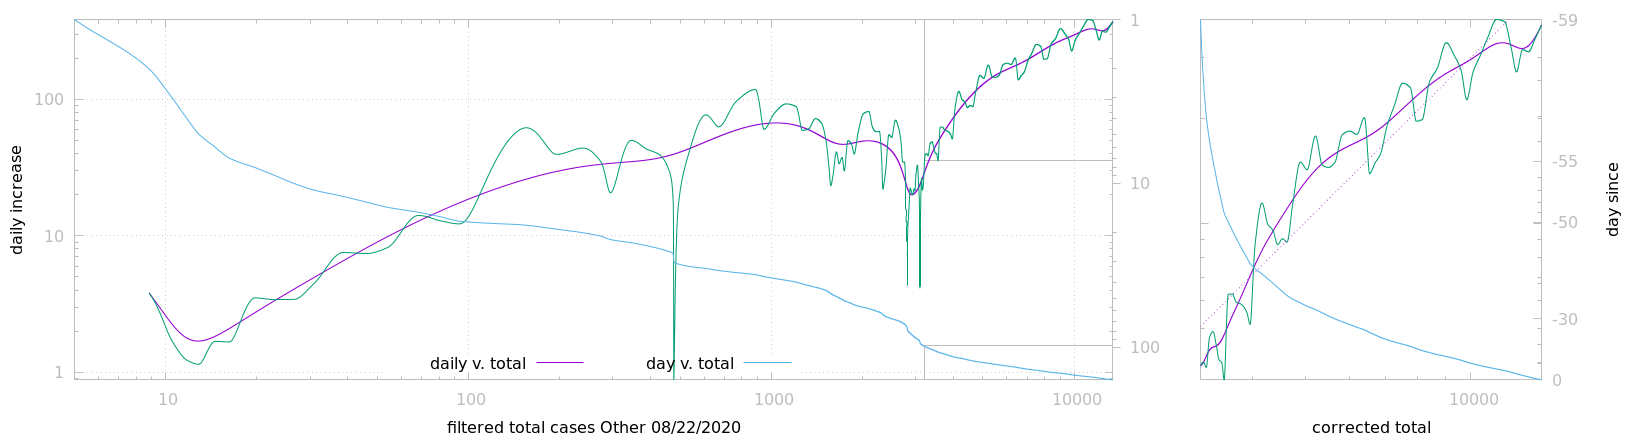 100
10
1
daily increase
10
100
1000
10000
1
10
100
daily v. total
day v. total
filtered total cases Other 08/22/2020
-59
-55
-50
-30
0
day since
10000
corrected total